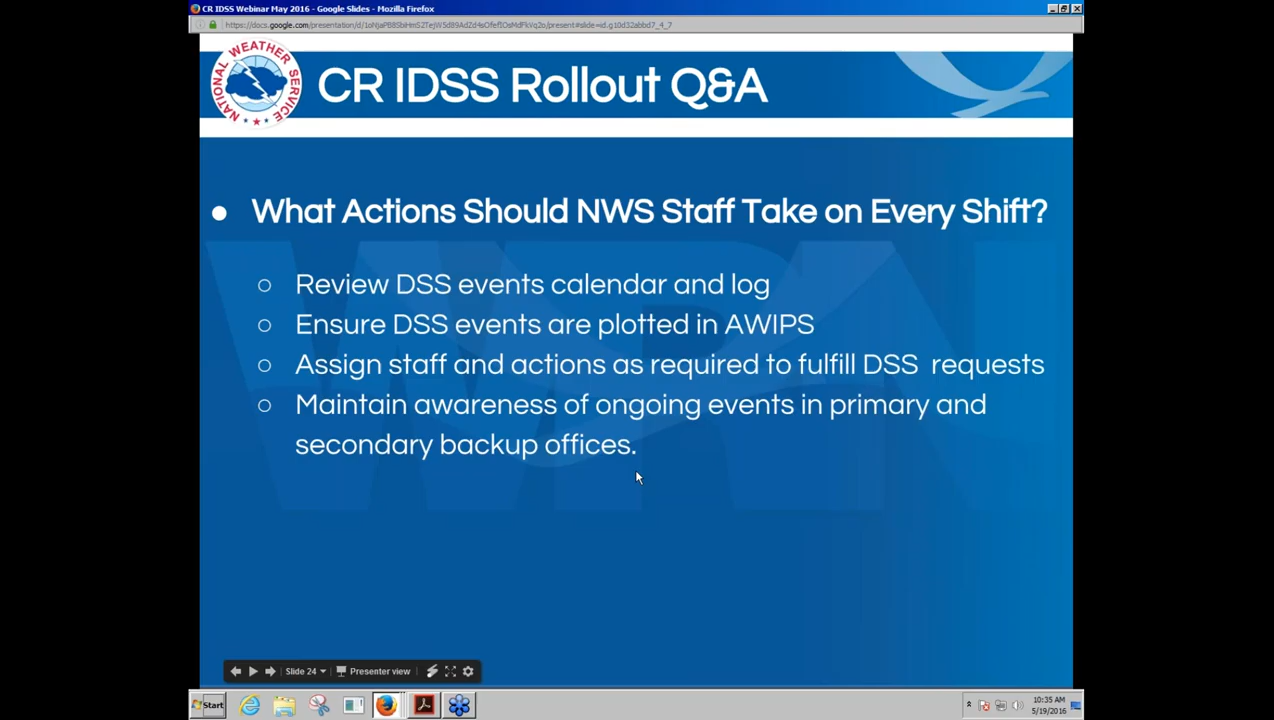 CR IDSS Webinar May 2016 - Google Slides - Mozilla Firefox
NATIONAL WEATHER SERVICE
CR IDSS Rollout Q&A
● What Actions Should NWS Staff Take on Every Shift?
○ Review DSS events calendar and log
○ Ensure DSS events are plotted in AWIPS
○ Assign staff and actions as required to fulfill DSS requests
○ Maintain awareness of ongoing events in primary and
secondary backup offices.
WRN
Slide 24
Presenter view
Start
10:35 AM
5/19/2016